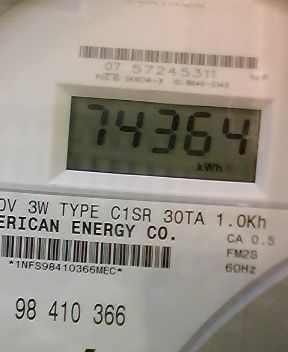 07 57245311
74364
kWh
0V 3W TYPE C1SR 30TA 1.0Kh
ERICAN ENERGY CO.
CA 0.5
*1NFS98410366MEC*
FM2S
60Hz
98 410 366